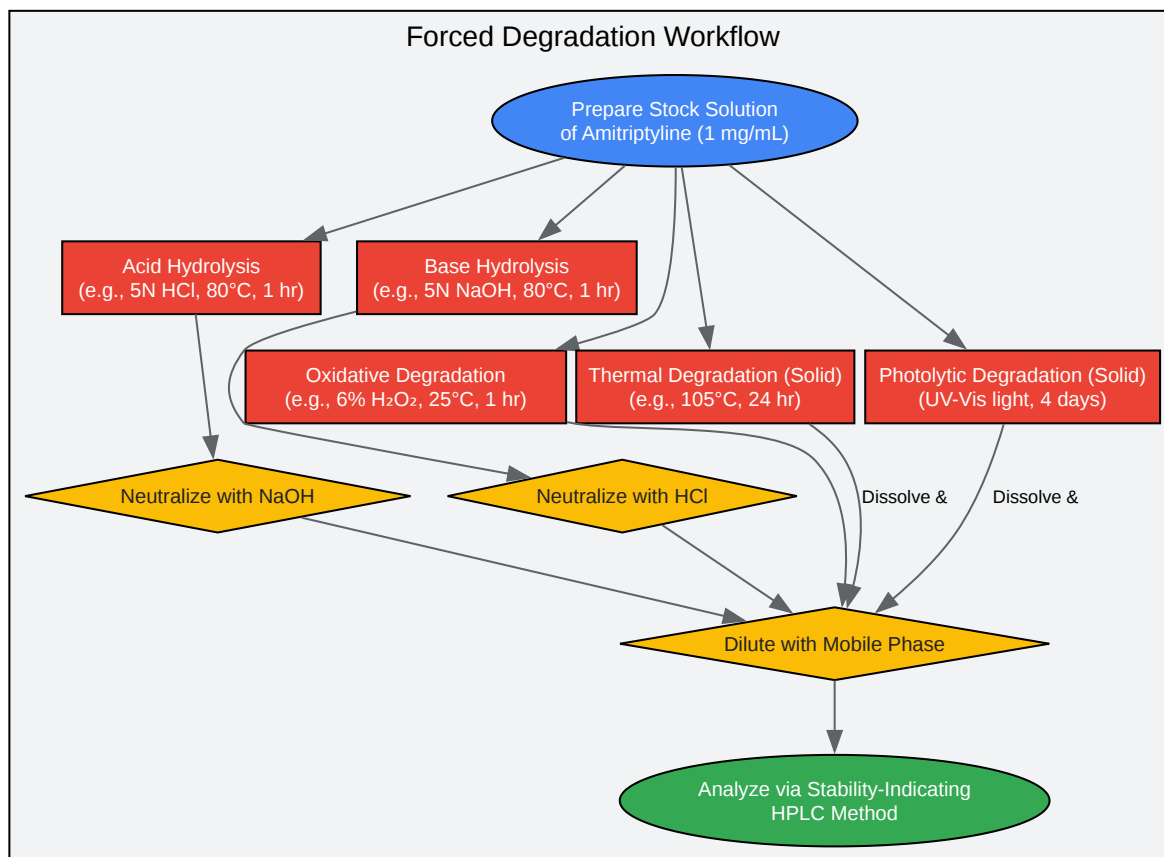 Forced Degradation Workflow
Prepare Stock Solution
of Amitriptyline (1 mg/mL)
Acid Hydrolysis
(e.g., 5N HCl, 80°C, 1 hr)
Base Hydrolysis
(e.g., 5N NaOH, 80°C, 1 hr)
Oxidative Degradation
(e.g., 6% H₂O₂, 25°C, 1 hr)
Thermal Degradation (Solid)
(e.g., 105°C, 24 hr)
Photolytic Degradation (Solid)
(UV-Vis light, 4 days)
Neutralize with NaOH
Neutralize with HCl
Dissolve &
Dissolve &
Dilute with Mobile Phase
Analyze via Stability-Indicating
HPLC Method